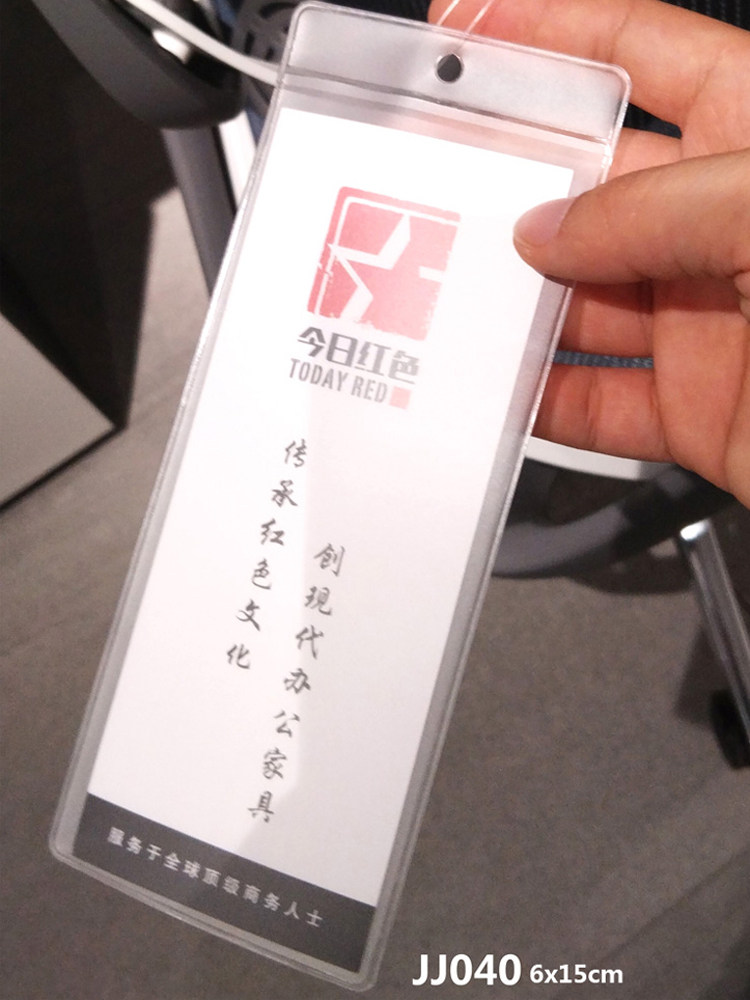 今日红色
TODAY RED
传承红色文化
创现代办公家具
服务于全球顶级商务人士
JJ040 6x15cm